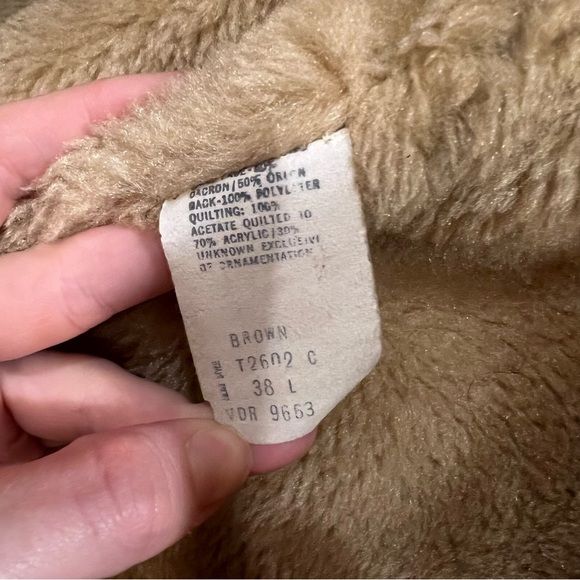 DACRON/50% ORLON
BACK-100% POLYESTER
QUILTING: 100%
ACETATE QUILTED TO
70% ACRYLIC/30%
UNKNOWN EXCLUSIVE
OF ORNAMENTATION
BROWN
T2602 C
38 L
VDR 9653